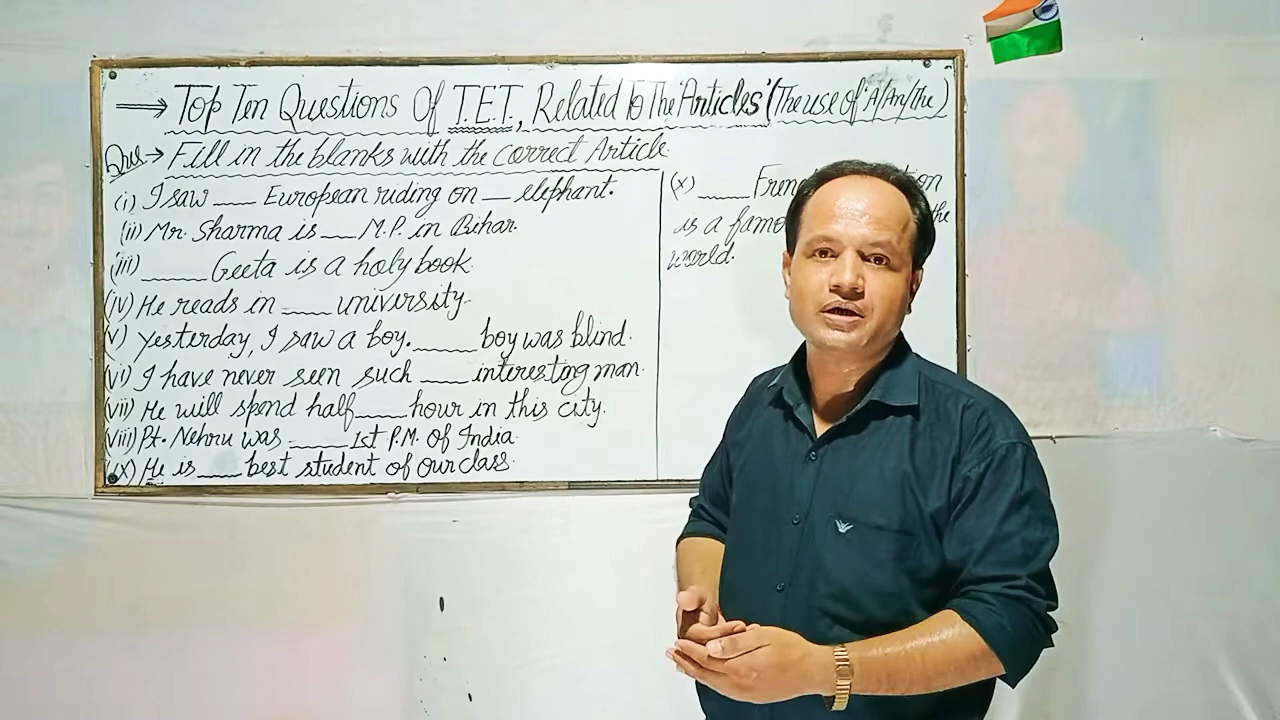 → Top Ten Questions Of T.E.T., Related To The 'Articles' (The use of 'A/An/the')
Ques→ Fill in the blanks with the correct Article
(i) I saw ___ European riding on ___ elephant.
(ii) Mr. Sharma is ___ M.P. in Bihar.
(iii) ___ Geeta is a holy book.
(iv) He reads in ___ university.
(v) Yesterday, I saw a boy. ___ boy was blind.
(vi) I have never seen such ___ interesting man.
(vii) He will spend half ___ hour in this city.
(viii) Pt. Nehru was ___ 1st P.M. of India.
(ix) He is ___ best student of our class.
(x) ___
is a
world.